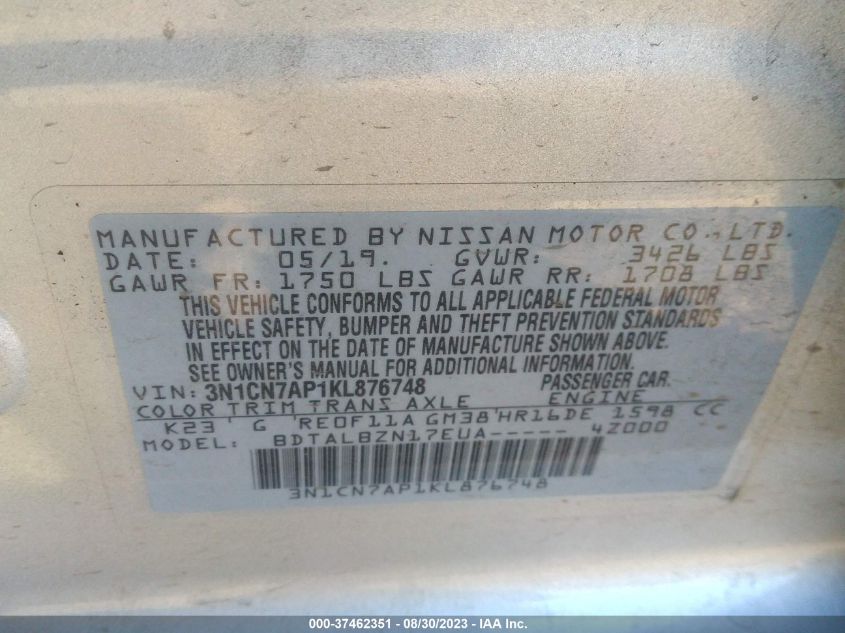 MANUFACTURED BY NISSAN MOTOR CO., LTD.
DATE: 05/19. GVWR: 3426 LBS
GAWR FR: 1750 LBS GAWR RR: 1708 LBS
THIS VEHICLE CONFORMS TO ALL APPLICABLE FEDERAL MOTOR
VEHICLE SAFETY, BUMPER AND THEFT PREVENTION STANDARDS
IN EFFECT ON THE DATE OF MANUFACTURE SHOWN ABOVE.
SEE OWNER'S MANUAL FOR ADDITIONAL INFORMATION.
VIN: 3N1CN7AP1KL876748 PASSENGER CAR.
COLOR TRIM TRANS AXLE ENGINE
K23 G 'RE0F11A GM38'HR16DE 1598 CC
MODEL: BDTALBZN17EUA----- 4Z000
3N1CN7AP1KL876748
000-37462351 - 08/30/2023 - IAA Inc.